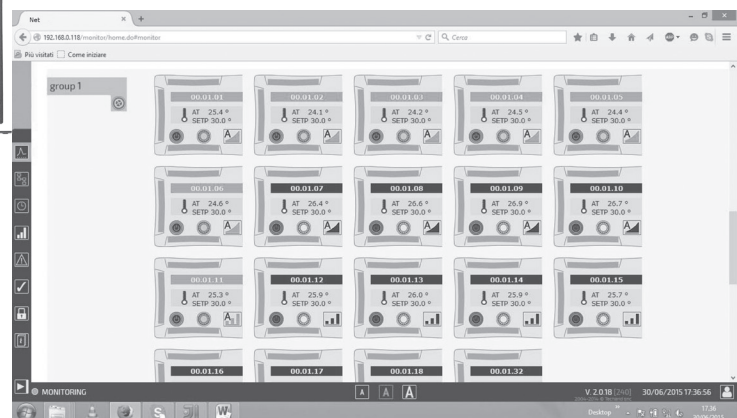 Net
192.168.0.118/monitor/home.do#monitor
Cerca
Più visitati Come iniziare
group 1
00.01.01 00.01.02 00.01.03 00.01.04 00.01.05
AT 25.4 ° AT 24.1 ° AT 24.2 ° AT 24.5 ° AT 24.4 °
SETP 30.0 ° SETP 30.0 ° SETP 30.0 ° SETP 30.0 ° SETP 30.0 °
A A A A A
00.01.06 00.01.07 00.01.08 00.01.09 00.01.10
AT 24.6 ° AT 26.4 ° AT 26.6 ° AT 26.9 ° AT 26.7 °
SETP 30.0 ° SETP 30.0 ° SETP 30.0 ° SETP 30.0 ° SETP 30.0 °
A A A A A
00.01.11 00.01.12 00.01.13 00.01.14 00.01.15
AT 25.3 ° AT 25.9 ° AT 26.0 ° AT 25.9 ° AT 25.7 °
SETP 30.0 ° SETP 30.0 ° SETP 30.0 ° SETP 30.0 ° SETP 30.0 °
A
00.01.16 00.01.17 00.01.18 00.01.32
MONITORING A A A V. 2.0.18 [240] 30/06/2015 17:36:56
Desktop 17.36
30/06/2015